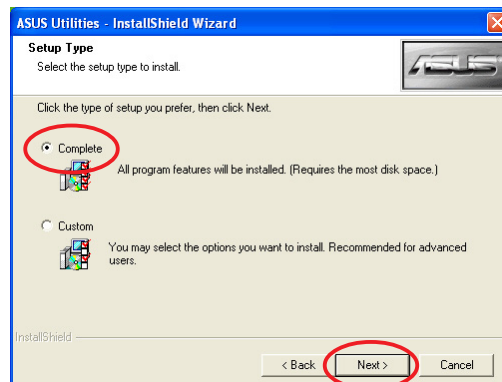 ASUS Utilities - InstallShield Wizard
Setup Type
Select the setup type to install.
ASUS
Click the type of setup you prefer, then click Next.
Complete
All program features will be installed. (Requires the most disk space.)
Custom
You may select the options you want to install. Recommended for advanced
users.
InstallShield
< Back
Next >
Cancel